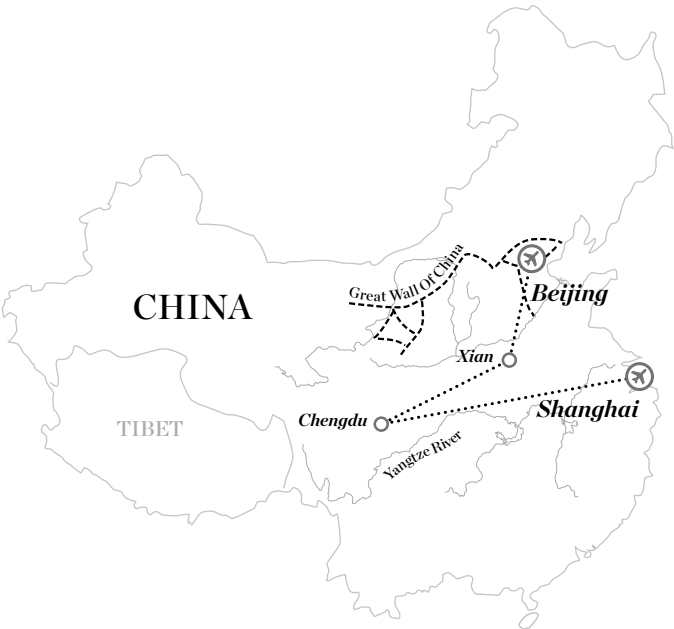 Great Wall Of China
CHINA
Beijing
Xian
Shanghai
Chengdu
TIBET
Yangtze River